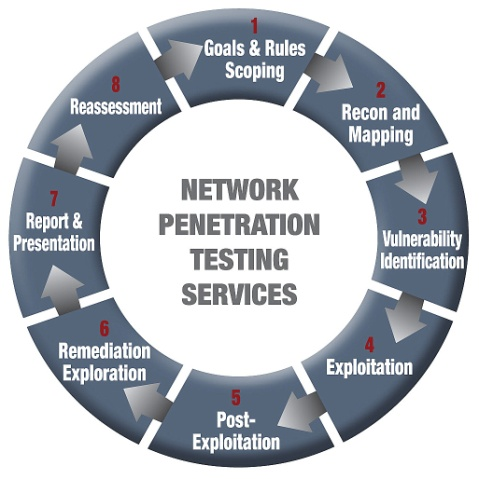 1
Goals & Rules
Scoping
2
Recon and
Mapping
3
Vulnerability
Identification
4
Exploitation
5
Post-
Exploitation
6
Remediation
Exploration
7
Report &
Presentation
8
Reassessment
NETWORK
PENETRATION
TESTING
SERVICES